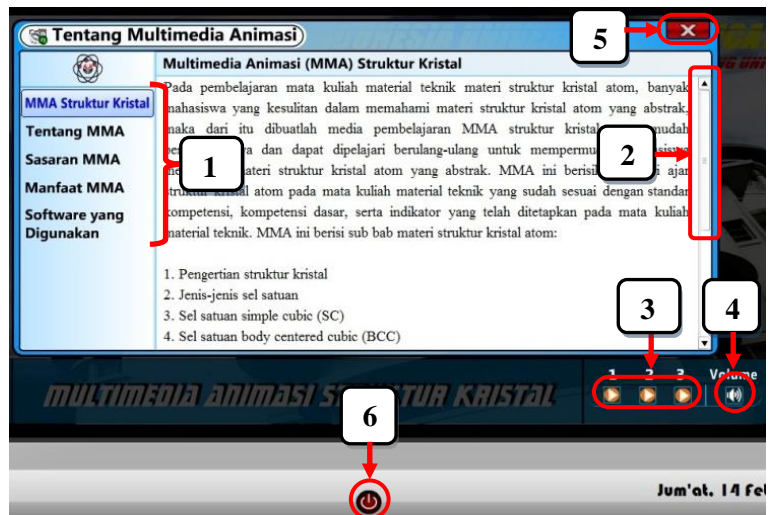 Tentang Multimedia Animasi
5
Multimedia Animasi (MMA) Struktur Kristal
Pada pembelajaran mata kuliah material teknik materi struktur kristal atom, banyak
mahasiswa yang kesulitan dalam memahami materi struktur kristal atom yang abstrak,
maka dari itu dibuatlah media pembelajaran MMA struktur kristal
dan dapat dipelajari berulang-ulang untuk
materi struktur kristal atom yang abstrak. MMA ini ajar
struktur kristal atom pada mata kuliah material teknik yang sudah sesuai dengan standar
kompetensi, kompetensi dasar, serta indikator yang telah ditetapkan pada mata kuliah
material teknik. MMA ini berisi sub bab materi struktur kristal atom:
1. Pengertian struktur kristal
2. Jenis-jenis sel satuan
3. Sel satuan simple cubic (SC)
4. Sel satuan body centered cubic (BCC)
MMA Struktur Kristal
Tentang MMA
Sasaran MMA
Manfaat MMA
Software yang
Digunakan
1
2
3
4
1 2 3 Volume
MULTIMEDIA ANIMASI STRUKTUR KRISTAL
6
Jum'at, 14 Feb